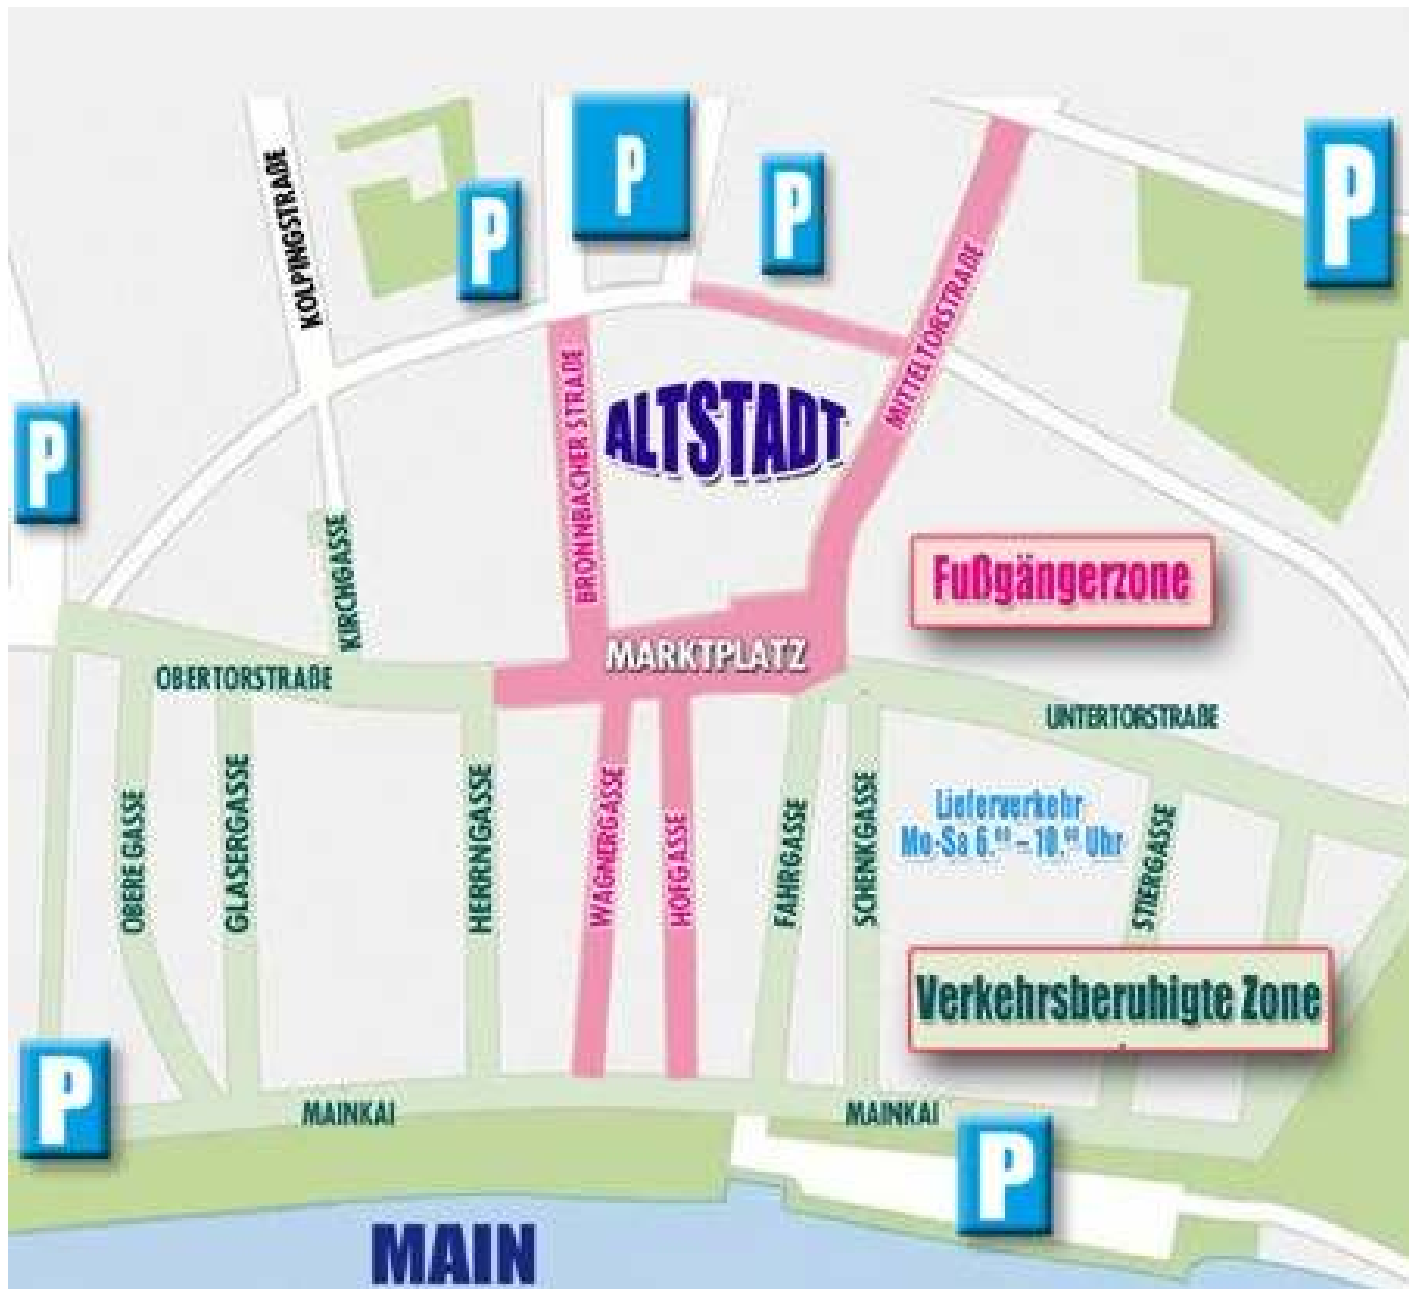 P
P
P
P
KOLPINGSTRAßE
MITTELTORSTRAßE
BRONNBACHER STRAßE
ALTSTADT
P
KIRCHGASSE
Fußgängerzone
MARKTPLATZ
OBERTORSTRAßE
UNTERTORSTRAßE
OBERE GASSE
GLASERGASSE
HERRNGASSE
WAGNERGASSE
HOFGASSE
FAHRGASSE
SCHENKGASSE
Lieferverkehr
Mo-Sa 6.⁰⁰ – 10.⁰⁰ Uhr
STIERGASSE
Verkehrsberuhigte Zone
P
MAINKAI
MAINKAI
P
MAIN